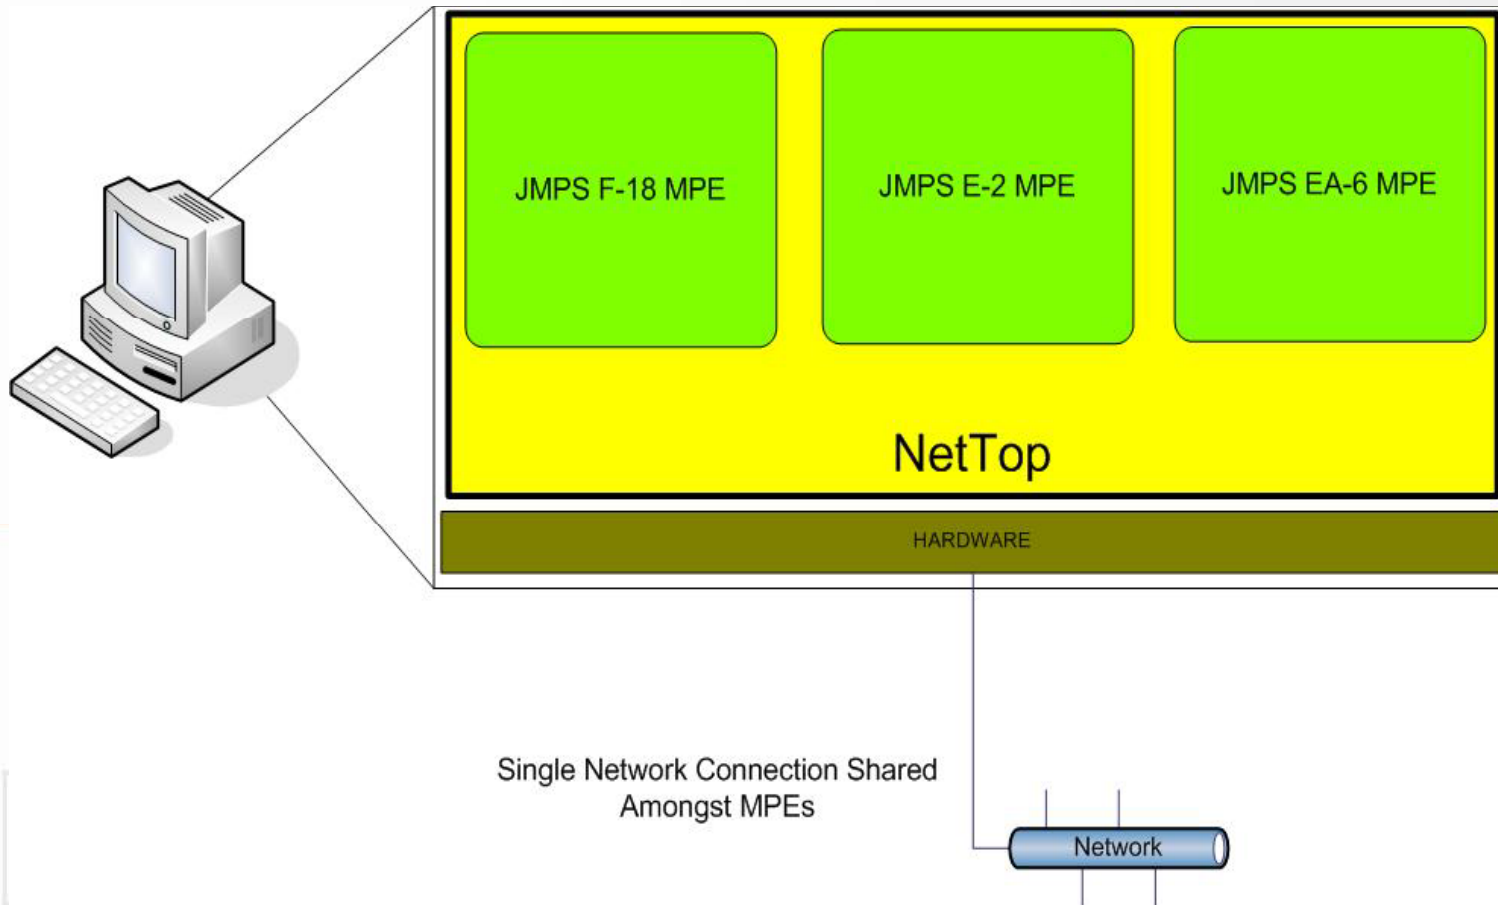 JMPS F-18 MPE
JMPS E-2 MPE
JMPS EA-6 MPE
NetTop
HARDWARE
Single Network Connection Shared
Amongst MPEs
Network